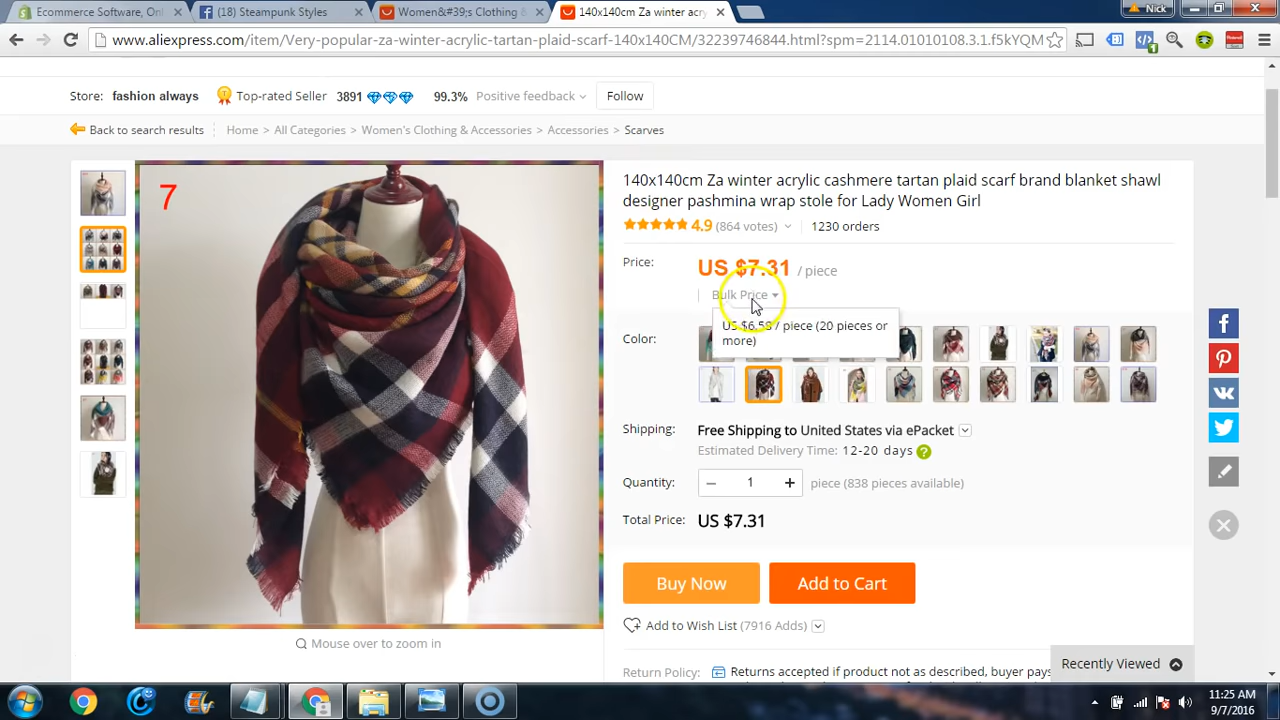 Ecommerce Software, Onl
(18) Steampunk Styles
Women&#39;s Clothing &
140x140cm Za winter acry
Nick
www.aliexpress.com/item/Very-popular-za-winter-acrylic-tartan-plaid-scarf-140x140CM/32239746844.html?spm=2114.01010108.3.1.f5kYQM
Store: fashion always Top-rated Seller 3891 99.3% Positive feedback Follow
Back to search results Home > All Categories > Women's Clothing & Accessories > Accessories > Scarves
7
140x140cm Za winter acrylic cashmere tartan plaid scarf brand blanket shawl
designer pashmina wrap stole for Lady Women Girl
4.9 (864 votes) 1230 orders
Price: US $7.31 / piece
Bulk Price
US $6.58 / piece (20 pieces or
more)
Color:
Shipping: Free Shipping to United States via ePacket
Estimated Delivery Time: 12-20 days ?
Quantity: − 1 + piece (838 pieces available)
Total Price: US $7.31
Buy Now Add to Cart
Mouse over to zoom in
Add to Wish List (7916 Adds)
Recently Viewed
Return Policy: Returns accepted if product not as described, buyer pays
11:25 AM
9/7/2016